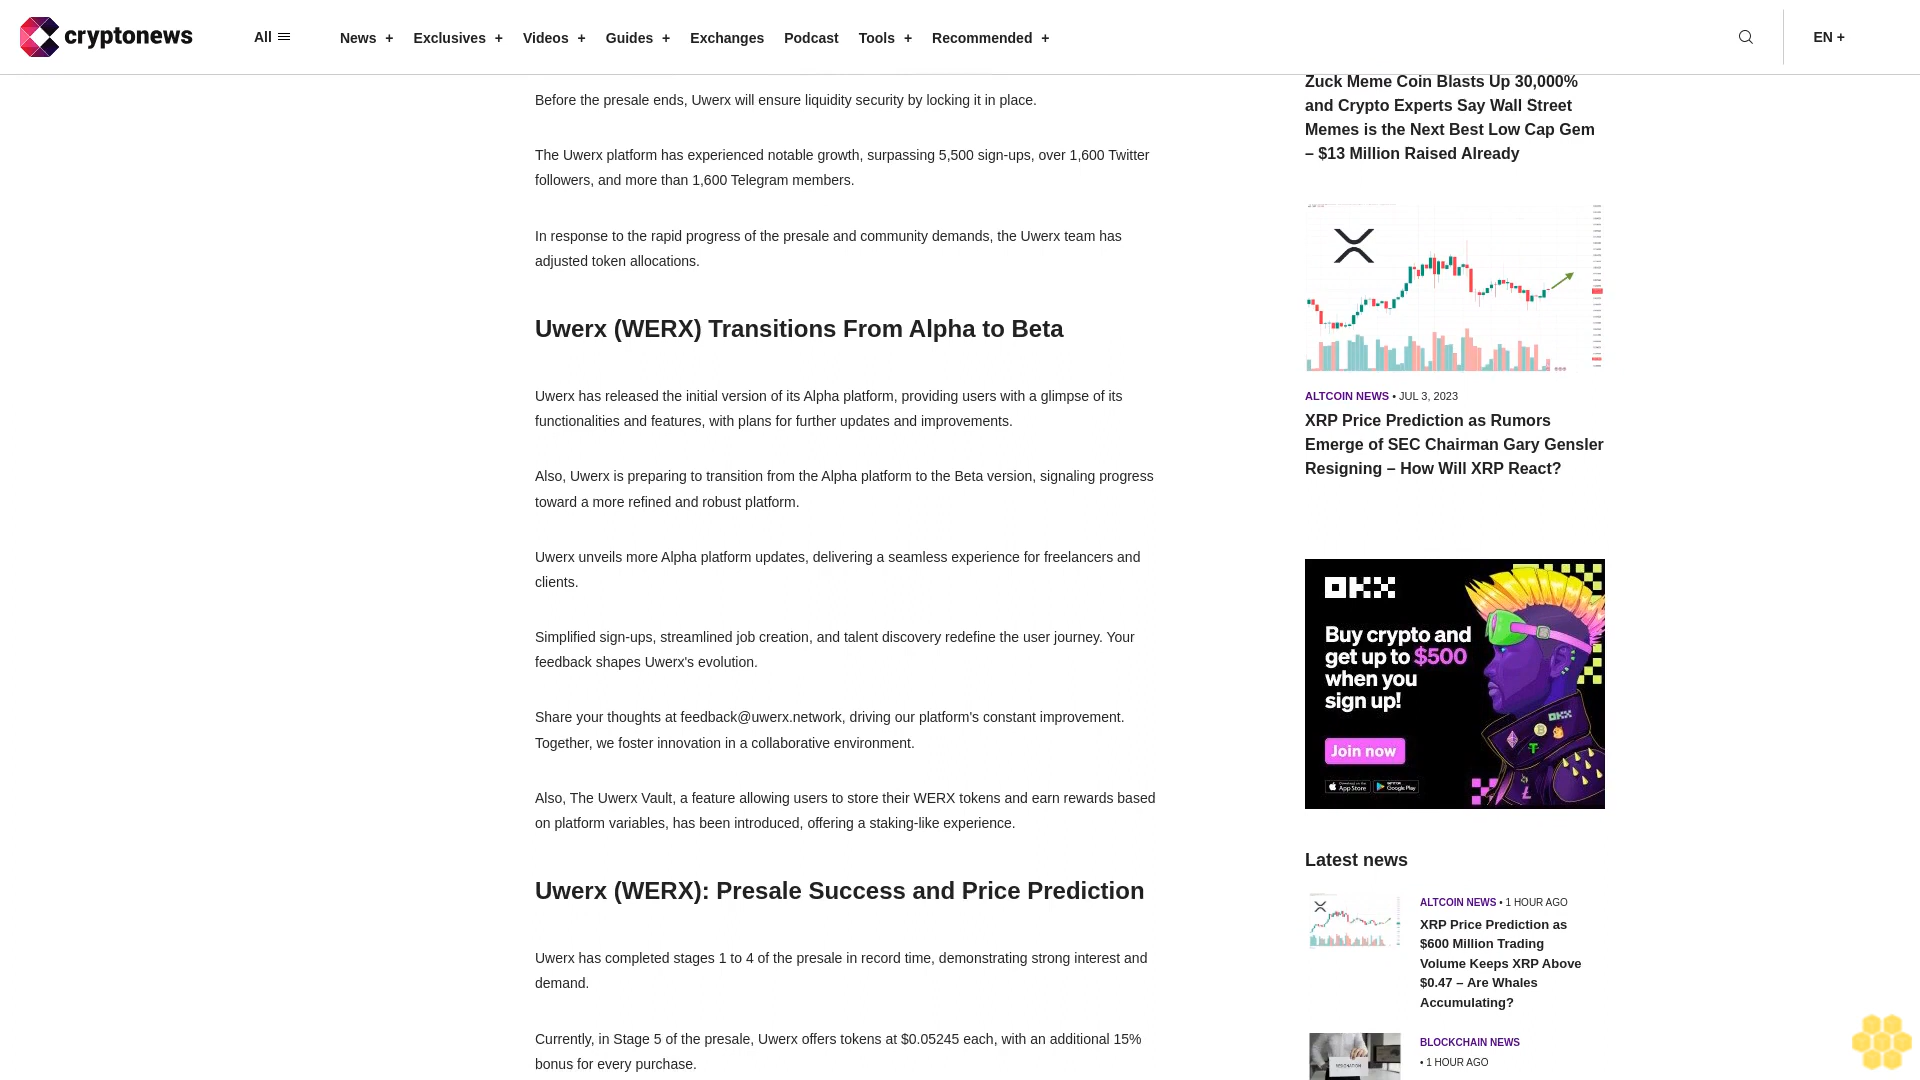 cryptonews
All
News +
Exclusives +
Videos +
Guides +
Exchanges
Podcast
Tools +
Recommended +
EN +
Before the presale ends, Uwerx will ensure liquidity security by locking it in place.
The Uwerx platform has experienced notable growth, surpassing 5,500 sign-ups, over 1,600 Twitter
followers, and more than 1,600 Telegram members.
In response to the rapid progress of the presale and community demands, the Uwerx team has
adjusted token allocations.
Uwerx (WERX) Transitions From Alpha to Beta
Uwerx has released the initial version of its Alpha platform, providing users with a glimpse of its
functionalities and features, with plans for further updates and improvements.
Also, Uwerx is preparing to transition from the Alpha platform to the Beta version, signaling progress
toward a more refined and robust platform.
Uwerx unveils more Alpha platform updates, delivering a seamless experience for freelancers and
clients.
Simplified sign-ups, streamlined job creation, and talent discovery redefine the user journey. Your
feedback shapes Uwerx's evolution.
Share your thoughts at feedback@uwerx.network, driving our platform's constant improvement.
Together, we foster innovation in a collaborative environment.
Also, The Uwerx Vault, a feature allowing users to store their WERX tokens and earn rewards based
on platform variables, has been introduced, offering a staking-like experience.
Uwerx (WERX): Presale Success and Price Prediction
Uwerx has completed stages 1 to 4 of the presale in record time, demonstrating strong interest and
demand.
Currently, in Stage 5 of the presale, Uwerx offers tokens at $0.05245 each, with an additional 15%
bonus for every purchase.
Zuck Meme Coin Blasts Up 30,000%
and Crypto Experts Say Wall Street
Memes is the Next Best Low Cap Gem
– $13 Million Raised Already
ALTCOIN NEWS • JUL 3, 2023
XRP Price Prediction as Rumors
Emerge of SEC Chairman Gary Gensler
Resigning – How Will XRP React?
OKX
Buy crypto and
get up to $500
when you
sign up!
Join now
App Store
Google Play
OKX
Latest news
ALTCOIN NEWS • 1 HOUR AGO
XRP Price Prediction as
$600 Million Trading
Volume Keeps XRP Above
$0.47 – Are Whales
Accumulating?
RESIGNATION
BLOCKCHAIN NEWS
• 1 HOUR AGO